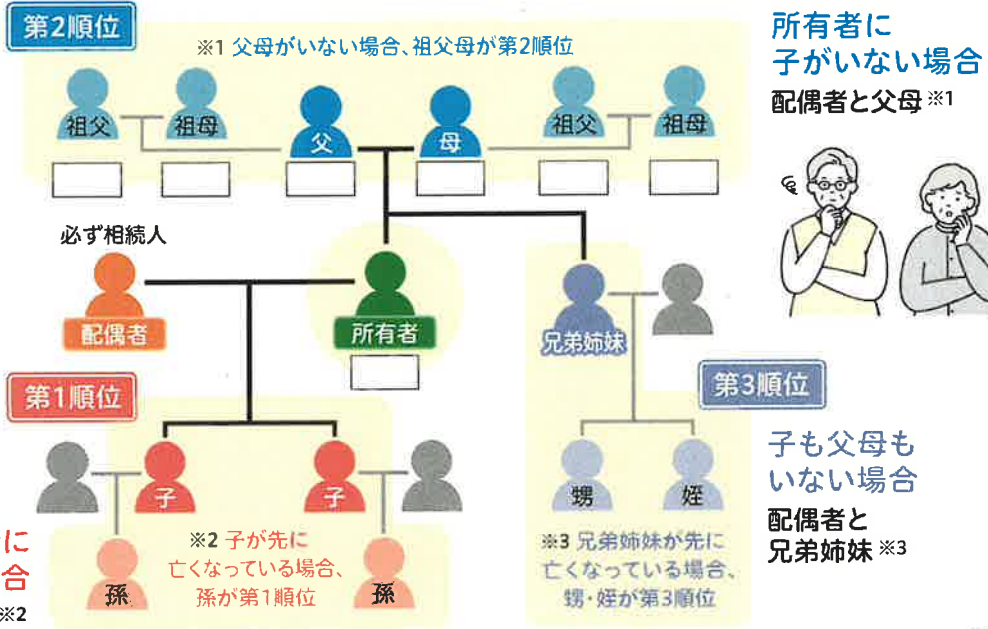 第2順位
※1 父母がいない場合、祖父母が第2順位
祖父
祖母
父
母
祖父
祖母
所有者に
子がいない場合
配偶者と父母※1
必ず相続人
配偶者
所有者
兄弟姉妹
第1順位
第3順位
子
子
甥
姪
子も父母も
いない場合
配偶者と
兄弟姉妹※3
孫
孫
※2 子が先に
亡くなっている場合、
孫が第1順位
※3 兄弟姉妹が先に
亡くなっている場合、
甥・姪が第3順位
に
合
※2